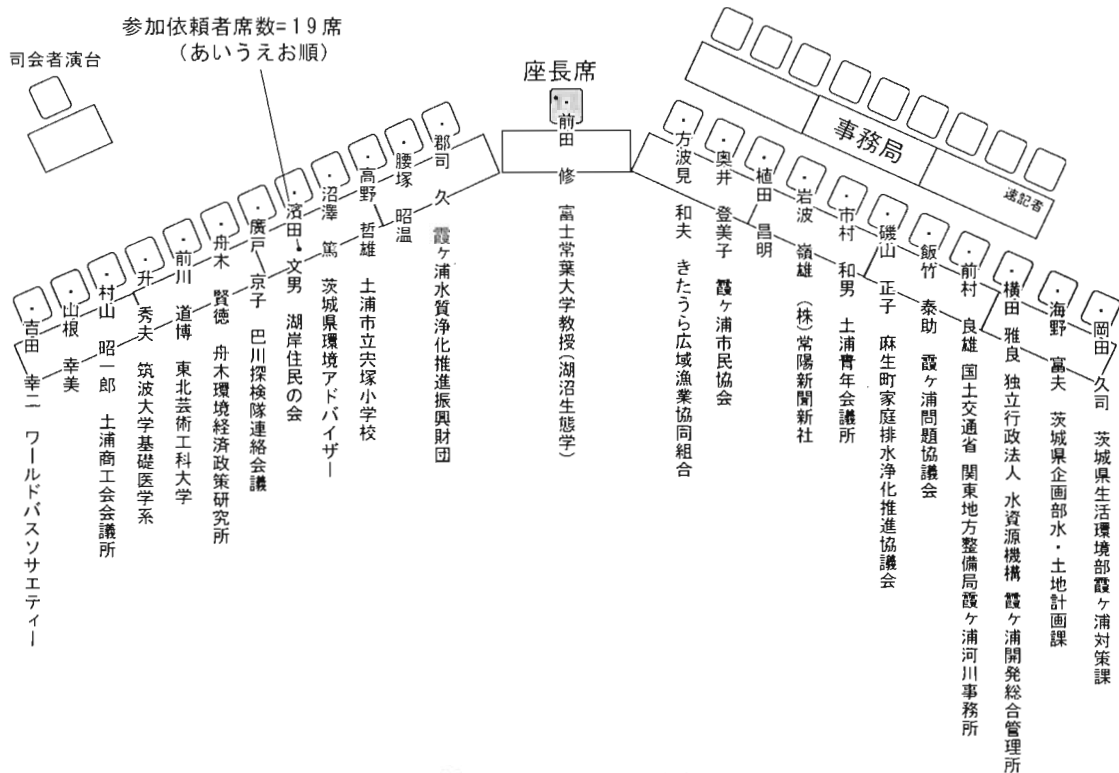 参加依頼者席数=19席
(あいうえお順)
司会者演台
座長席
事務局
速記者
前田 修 富士常葉大学教授(湖沼生態学)
郡司 久 霞ヶ浦水質浄化推進振興財団
腰塚 昭温
高野 哲雄 土浦市立宍塚小学校
沼澤 篤 茨城県環境アドバイザー
濱田 文男 湖岸住民の会
廣戸 京子 巴川探検隊連絡会議
舟木 賢徳 舟木環境経済政策研究所
前川 道博 東北芸術工科大学
升 秀夫 筑波大学基礎医学系
村山 昭一郎 土浦商工会会議所
山根 幸美
吉田 幸二 ワールドバスソサエティー
方波見 和夫 きたうら広域漁業協同組合
奥井 登美子 霞ヶ浦市民協会
植田 昌明
岩波 嶺雄 (株)常陽新聞新社
市村 和男 土浦青年会議所
磯山 正子 麻生町家庭排水浄化推進協議会
飯竹 泰助 霞ヶ浦問題協議会
前村 良雄 国土交通省 関東地方整備局霞ヶ浦河川事務所
横田 雅良 独立行政法人 水資源機構 霞ヶ浦開発総合管理所
海野 富夫 茨城県企画部水・土地計画課
岡田 久司 茨城県生活環境部霞ヶ浦対策課